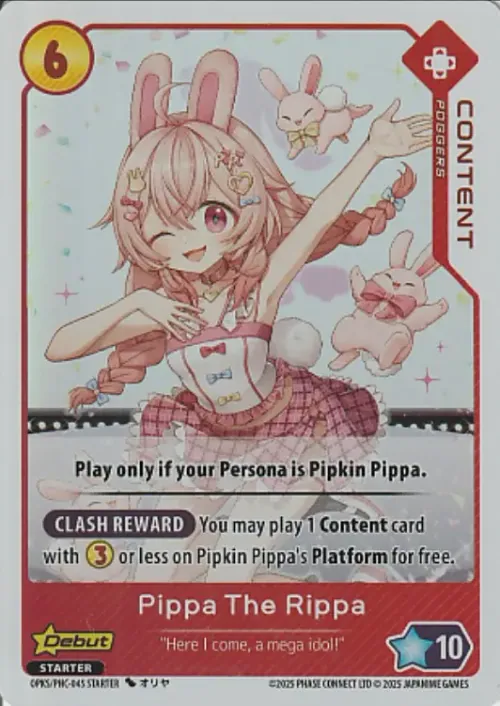 6
CONTENT
POGGERS
Play only if your Persona is Pipkin Pippa.
CLASH REWARD You may play 1 Content card
with 3 or less on Pipkin Pippa's Platform for free.
Pippa The Rippa
Debut
"Here I come, a mega idol!"
10
STARTER
OPKS/PHC-045 STARTER オリヤ
©2025 PHASE CONNECT LTD © 2025 JAPANIME GAMES